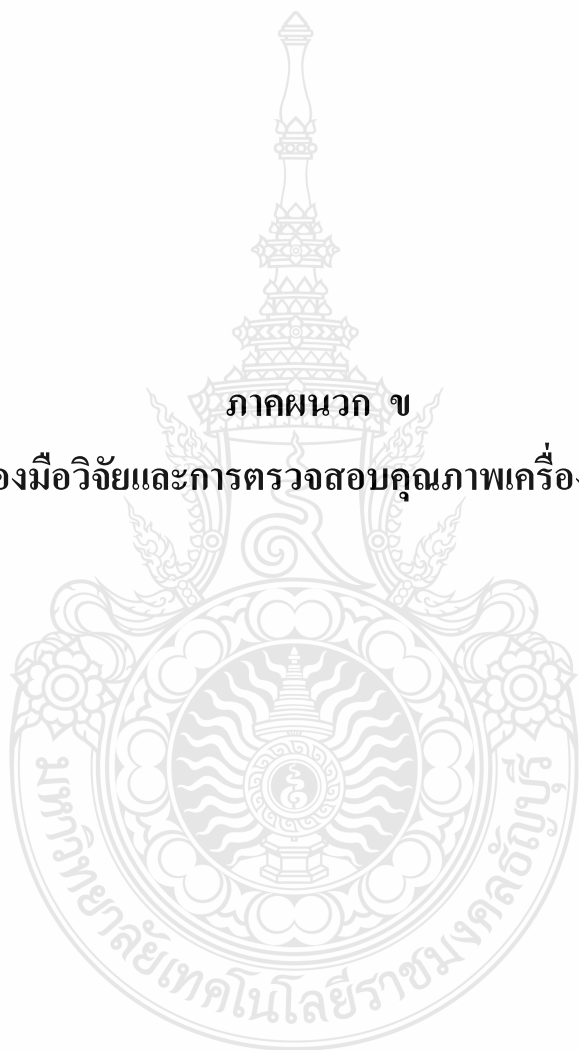 ภาคผนวก ข
องมือวิจัยและการตรวจสอบคุณภาพเครื่อง
มหาวิทยาลัยเทคโนโลยีราชมงคลธัญบุรี